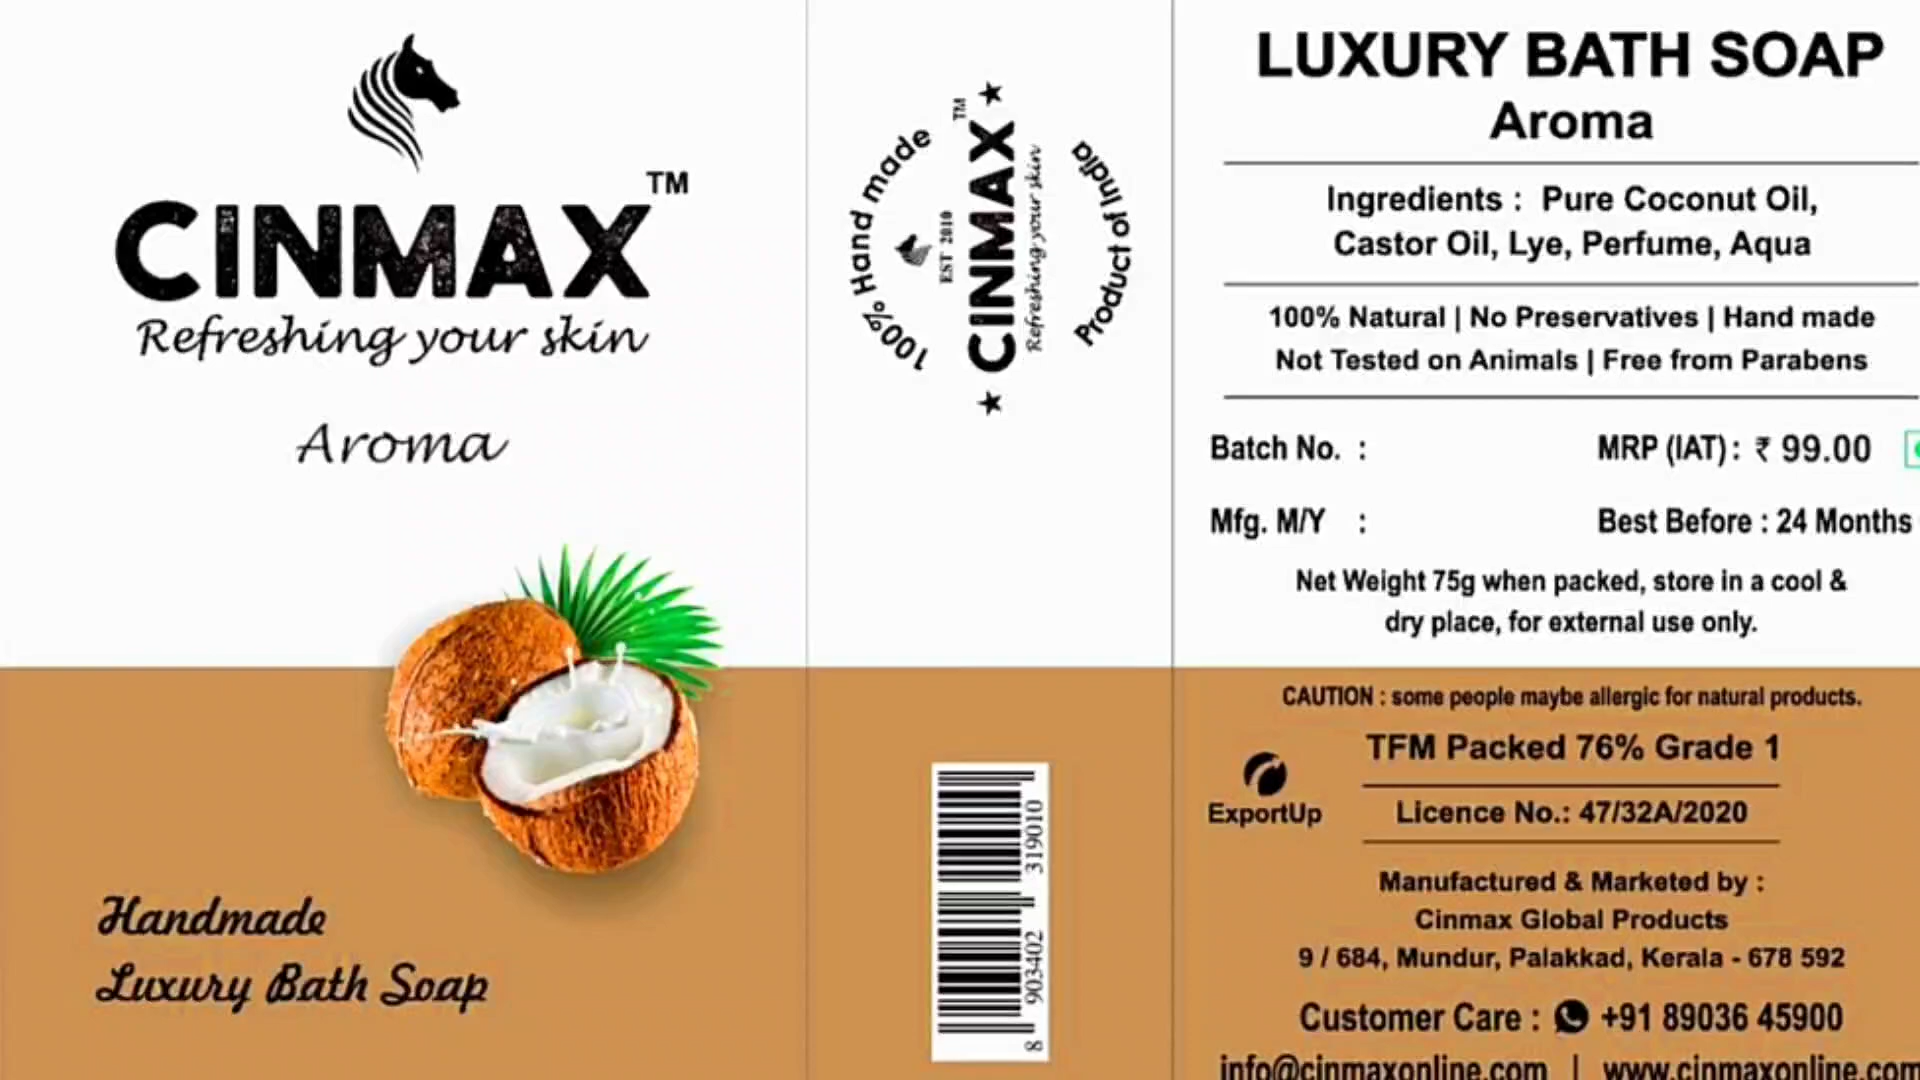 CINMAX™
Refreshing your skin
Aroma
Handmade
Luxury Bath Soap
100% Hand made
EST 2010
CINMAX™
Refreshing your skin
Product of India
8 903402 319010
LUXURY BATH SOAP
Aroma
Ingredients : Pure Coconut Oil,
Castor Oil, Lye, Perfume, Aqua
100% Natural | No Preservatives | Hand made
Not Tested on Animals | Free from Parabens
Batch No. :
MRP (IAT) : ₹ 99.00
Mfg. M/Y :
Best Before : 24 Months
Net Weight 75g when packed, store in a cool &
dry place, for external use only.
CAUTION : some people maybe allergic for natural products.
TFM Packed 76% Grade 1
ExportUp
Licence No.: 47/32A/2020
Manufactured & Marketed by :
Cinmax Global Products
9 / 684, Mundur, Palakkad, Kerala - 678 592
Customer Care : +91 89036 45900
info@cinmaxonline.com | www.cinmaxonline.com